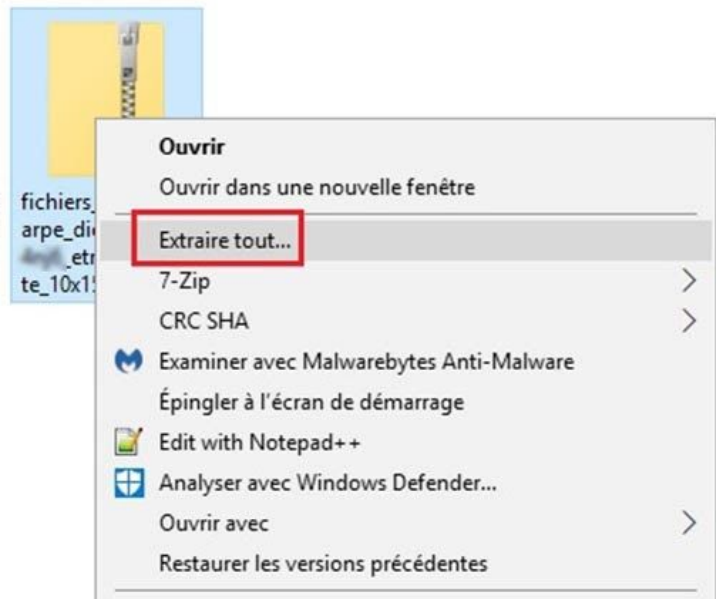 Ouvrir
Ouvrir dans une nouvelle fenêtre
fichiers_
Extraire tout...
arpe_di
_etr
7-Zip
te_10x1
CRC SHA
Examiner avec Malwarebytes Anti-Malware
Épingler à l'écran de démarrage
Edit with Notepad++
Analyser avec Windows Defender...
Ouvrir avec
Restaurer les versions précédentes